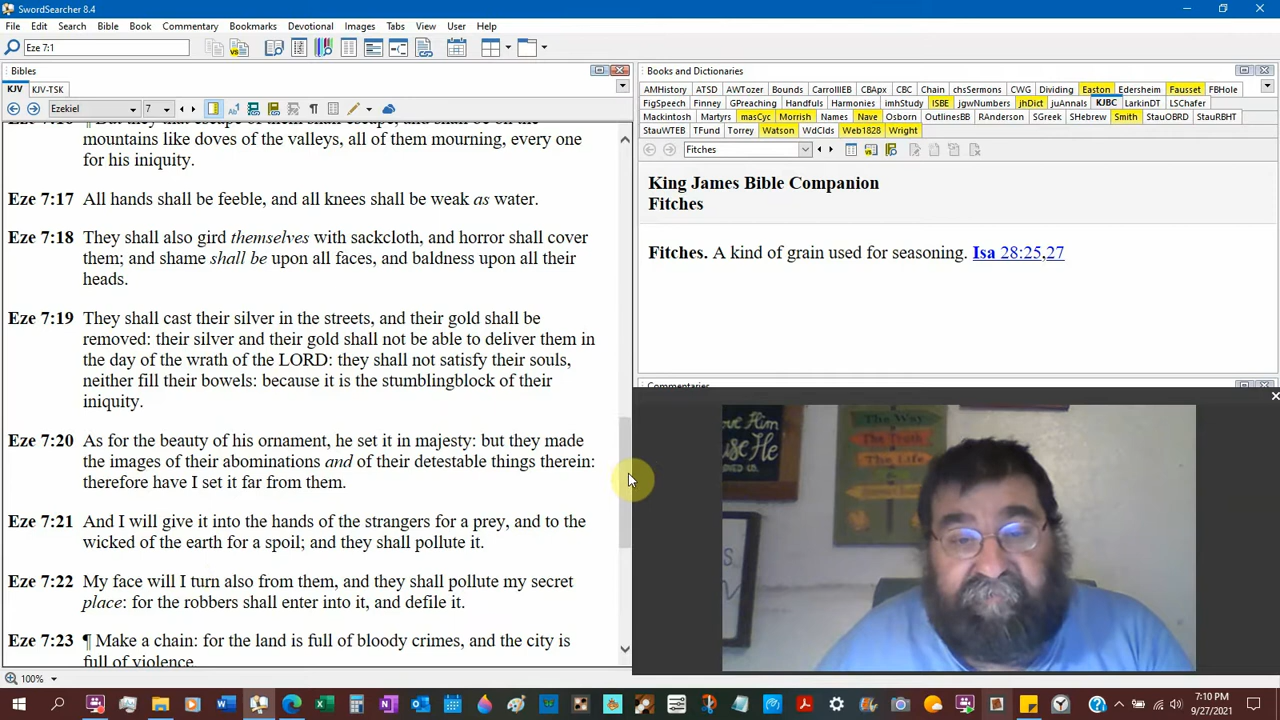 SwordSearcher 8.4
File Edit Search Bible Book Commentary Bookmarks Devotional Images Tabs View User Help
Eze 7:1
Bibles
KJV KJV-TSK
Ezekiel 7
mountains like doves of the valleys, all of them mourning, every one
for his iniquity.
Eze 7:17 All hands shall be feeble, and all knees shall be weak as water.
Eze 7:18 They shall also gird themselves with sackcloth, and horror shall cover
them; and shame shall be upon all faces, and baldness upon all their
heads.
Eze 7:19 They shall cast their silver in the streets, and their gold shall be
removed: their silver and their gold shall not be able to deliver them in
the day of the wrath of the LORD: they shall not satisfy their souls,
neither fill their bowels: because it is the stumblingblock of their
iniquity.
Eze 7:20 As for the beauty of his ornament, he set it in majesty: but they made
the images of their abominations and of their detestable things therein:
therefore have I set it far from them.
Eze 7:21 And I will give it into the hands of the strangers for a prey, and to the
wicked of the earth for a spoil; and they shall pollute it.
Eze 7:22 My face will I turn also from them, and they shall pollute my secret
place: for the robbers shall enter into it, and defile it.
Eze 7:23 ¶ Make a chain: for the land is full of bloody crimes, and the city is
full of violence
100%
Books and Dictionaries
AMHistory ATSD AWTozer Bounds CarrollIEB CBApx CBC Chain chsSermons CWG Dividing Easton Edersheim Fausset FBHole
FigSpeech Finney GPreaching Handfuls Harmonies imhStudy ISBE jgwNumbers jhDict juAnnals KJBC LarkinDT LSChafer
Mackintosh Martyrs masCyc Morrish Names Nave Osborn OutlinesBB RAnderson SGreek SHebrew Smith StauOBRD StauRBHT
StauWTEB TFund Torrey Watson WdClds Web1828 Wright
Fitches
King James Bible Companion
Fitches
Fitches. A kind of grain used for seasoning. Isa 28:25,27
Commentaries
The Way
The Truth
The Life
7:10 PM
9/27/2021